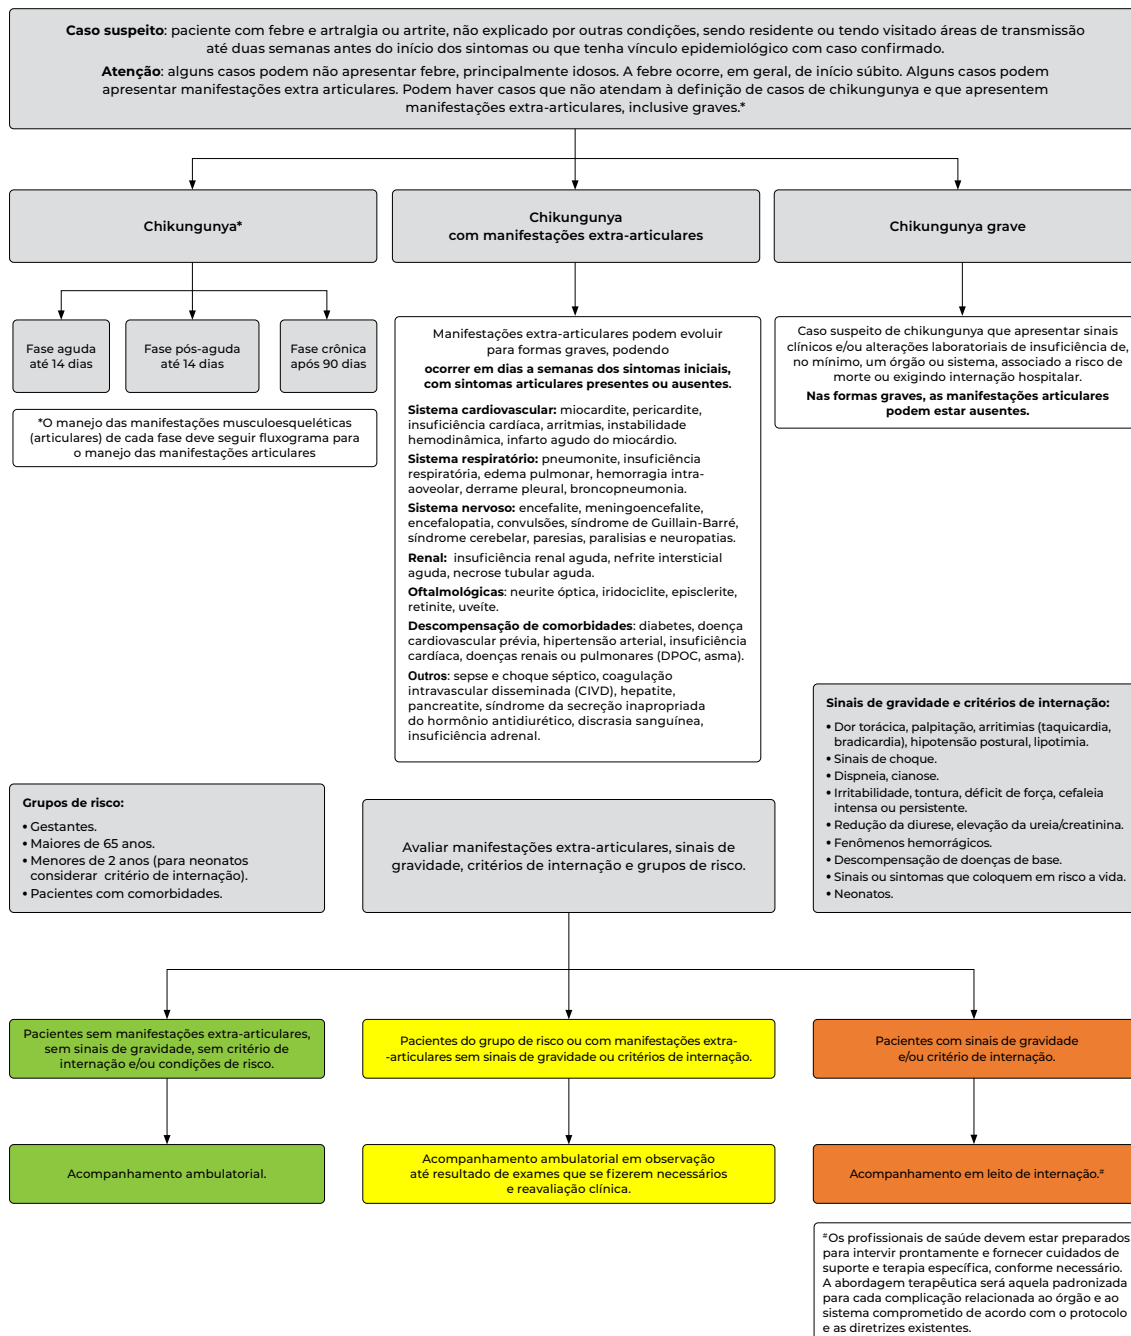 Caso suspeito: paciente com febre e artralgia ou artrite, não explicado por outras condições, sendo residente ou tendo visitado áreas de transmissão
até duas semanas antes do início dos sintomas ou que tenha vínculo epidemiológico com caso confirmado.
Atenção: alguns casos podem não apresentar febre, principalmente idosos. A febre ocorre, em geral, de início súbito. Alguns casos podem
apresentar manifestações extra articulares. Podem haver casos que não atendam à definição de casos de chikungunya e que apresentem
manifestações extra-articulares, inclusive graves.*
Chikungunya*
Chikungunya
com manifestações extra-articulares
Chikungunya grave
Fase aguda
até 14 dias
Fase pós-aguda
até 14 dias
Fase crônica
após 90 dias
*O manejo das manifestações musculoesqueléticas
(articulares) de cada fase deve seguir fluxograma para
o manejo das manifestações articulares
Manifestações extra-articulares podem evoluir
para formas graves, podendo
ocorrer em dias a semanas dos sintomas iniciais,
com sintomas articulares presentes ou ausentes.
Sistema cardiovascular: miocardite, pericardite,
insuficiência cardíaca, arritmias, instabilidade
hemodinâmica, infarto agudo do miocárdio.
Sistema respiratório: pneumonite, insuficiência
respiratória, edema pulmonar, hemorragia intra-
aoveolar, derrame pleural, broncopneumonia.
Sistema nervoso: encefalite, meningoencefalite,
encefalopatia, convulsões, síndrome de Guillain-Barré,
síndrome cerebelar, paresias, paralisias e neuropatias.
Renal: insuficiência renal aguda, nefrite intersticial
aguda, necrose tubular aguda.
Oftalmológicas: neurite óptica, iridociclite, episclerite,
retinite, uveíte.
Descompensação de comorbidades: diabetes, doença
cardiovascular prévia, hipertensão arterial, insuficiência
cardíaca, doenças renais ou pulmonares (DPOC, asma).
Outros: sepse e choque séptico, coagulação
intravascular disseminada (CIVD), hepatite,
pancreatite, síndrome da secreção inapropriada
do hormônio antidiurético, discrasia sanguínea,
insuficiência adrenal.
Caso suspeito de chikungunya que apresentar sinais
clínicos e/ou alterações laboratoriais de insuficiência de,
no mínimo, um órgão ou sistema, associado a risco de
morte ou exigindo internação hospitalar.
Nas formas graves, as manifestações articulares
podem estar ausentes.
Grupos de risco:
• Gestantes.
• Maiores de 65 anos.
• Menores de 2 anos (para neonatos
considerar critério de internação).
• Pacientes com comorbidades.
Avaliar manifestações extra-articulares, sinais de
gravidade, critérios de internação e grupos de risco.
Sinais de gravidade e critérios de internação:
• Dor torácica, palpitação, arritimias (taquicardia,
bradicardia), hipotensão postural, lipotimia.
• Sinais de choque.
• Dispneia, cianose.
• Irritabilidade, tontura, déficit de força, cefaleia
intensa ou persistente.
• Redução da diurese, elevação da ureia/creatinina.
• Fenômenos hemorrágicos.
• Descompensação de doenças de base.
• Sinais ou sintomas que coloquem em risco a vida.
• Neonatos.
Pacientes sem manifestações extra-articulares,
sem sinais de gravidade, sem critério de
internação e/ou condições de risco.
Pacientes do grupo de risco ou com manifestações extra-
-articulares sem sinais de gravidade ou critérios de internação.
Pacientes com sinais de gravidade
e/ou critério de internação.
Acompanhamento ambulatorial.
Acompanhamento ambulatorial em observação
até resultado de exames que se fizerem necessários
e reavaliação clínica.
Acompanhamento em leito de internação.#
#Os profissionais de saúde devem estar preparados
para intervir prontamente e fornecer cuidados de
suporte e terapia específica, conforme necessário.
A abordagem terapêutica será aquela padronizada
para cada complicação relacionada ao órgão e ao
sistema comprometido de acordo com o protocolo
e as diretrizes existentes.